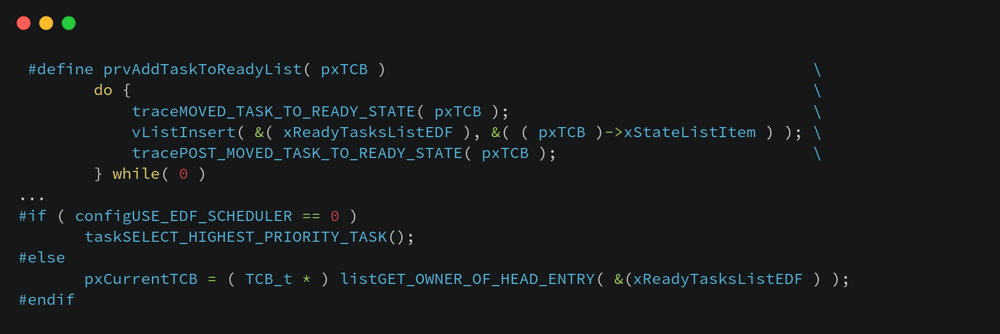 #define prvAddTaskToReadyList( pxTCB ) \
do { \
traceMOVED_TASK_TO_READY_STATE( pxTCB ); \
vListInsert( &( xReadyTasksListEDF ), &( ( pxTCB )->xStateListItem ) ); \
tracePOST_MOVED_TASK_TO_READY_STATE( pxTCB ); \
} while( 0 )
...
#if ( configUSE_EDF_SCHEDULER == 0 )
taskSELECT_HIGHEST_PRIORITY_TASK();
#else
pxCurrentTCB = ( TCB_t * ) listGET_OWNER_OF_HEAD_ENTRY( &(xReadyTasksListEDF ) );
#endif